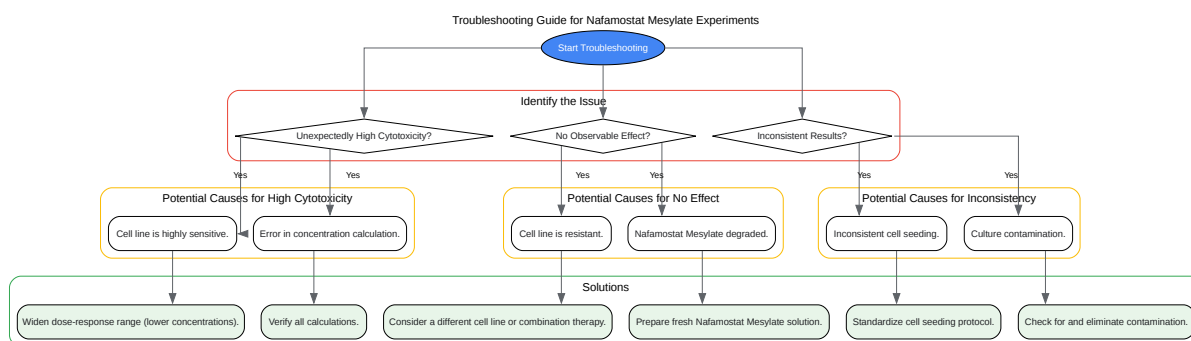 Troubleshooting Guide for Nafamostat Mesylate Experiments
Start Troubleshooting
Identify the Issue
Unexpectedly High Cytotoxicity?
No Observable Effect?
Inconsistent Results?
Yes
Yes
Yes
Yes
Yes
Yes
Potential Causes for High Cytotoxicity
Potential Causes for No Effect
Potential Causes for Inconsistency
Cell line is highly sensitive.
Error in concentration calculation.
Cell line is resistant.
Nafamostat Mesylate degraded.
Inconsistent cell seeding.
Culture contamination.
Solutions
Widen dose-response range (lower concentrations).
Verify all calculations.
Consider a different cell line or combination therapy.
Prepare fresh Nafamostat Mesylate solution.
Standardize cell seeding protocol.
Check for and eliminate contamination.